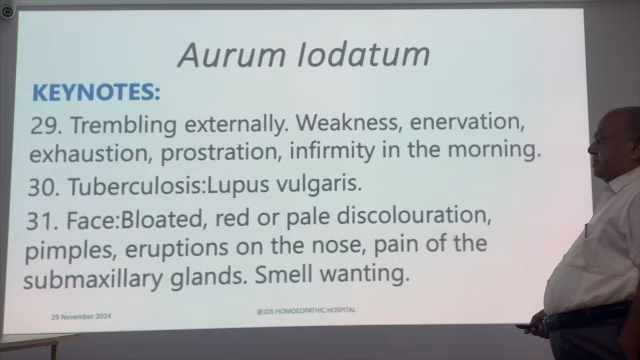 Aurum Iodatum
KEYNOTES:
29. Trembling externally. Weakness, enervation,
exhaustion, prostration, infirmity in the morning.
30. Tuberculosis:Lupus vulgaris.
31. Face:Bloated, red or pale discolouration,
pimples, eruptions on the nose, pain of the
submaxillary glands. Smell wanting.
29 November 2024
@JDS HOMOEOPATHIC HOSPITAL